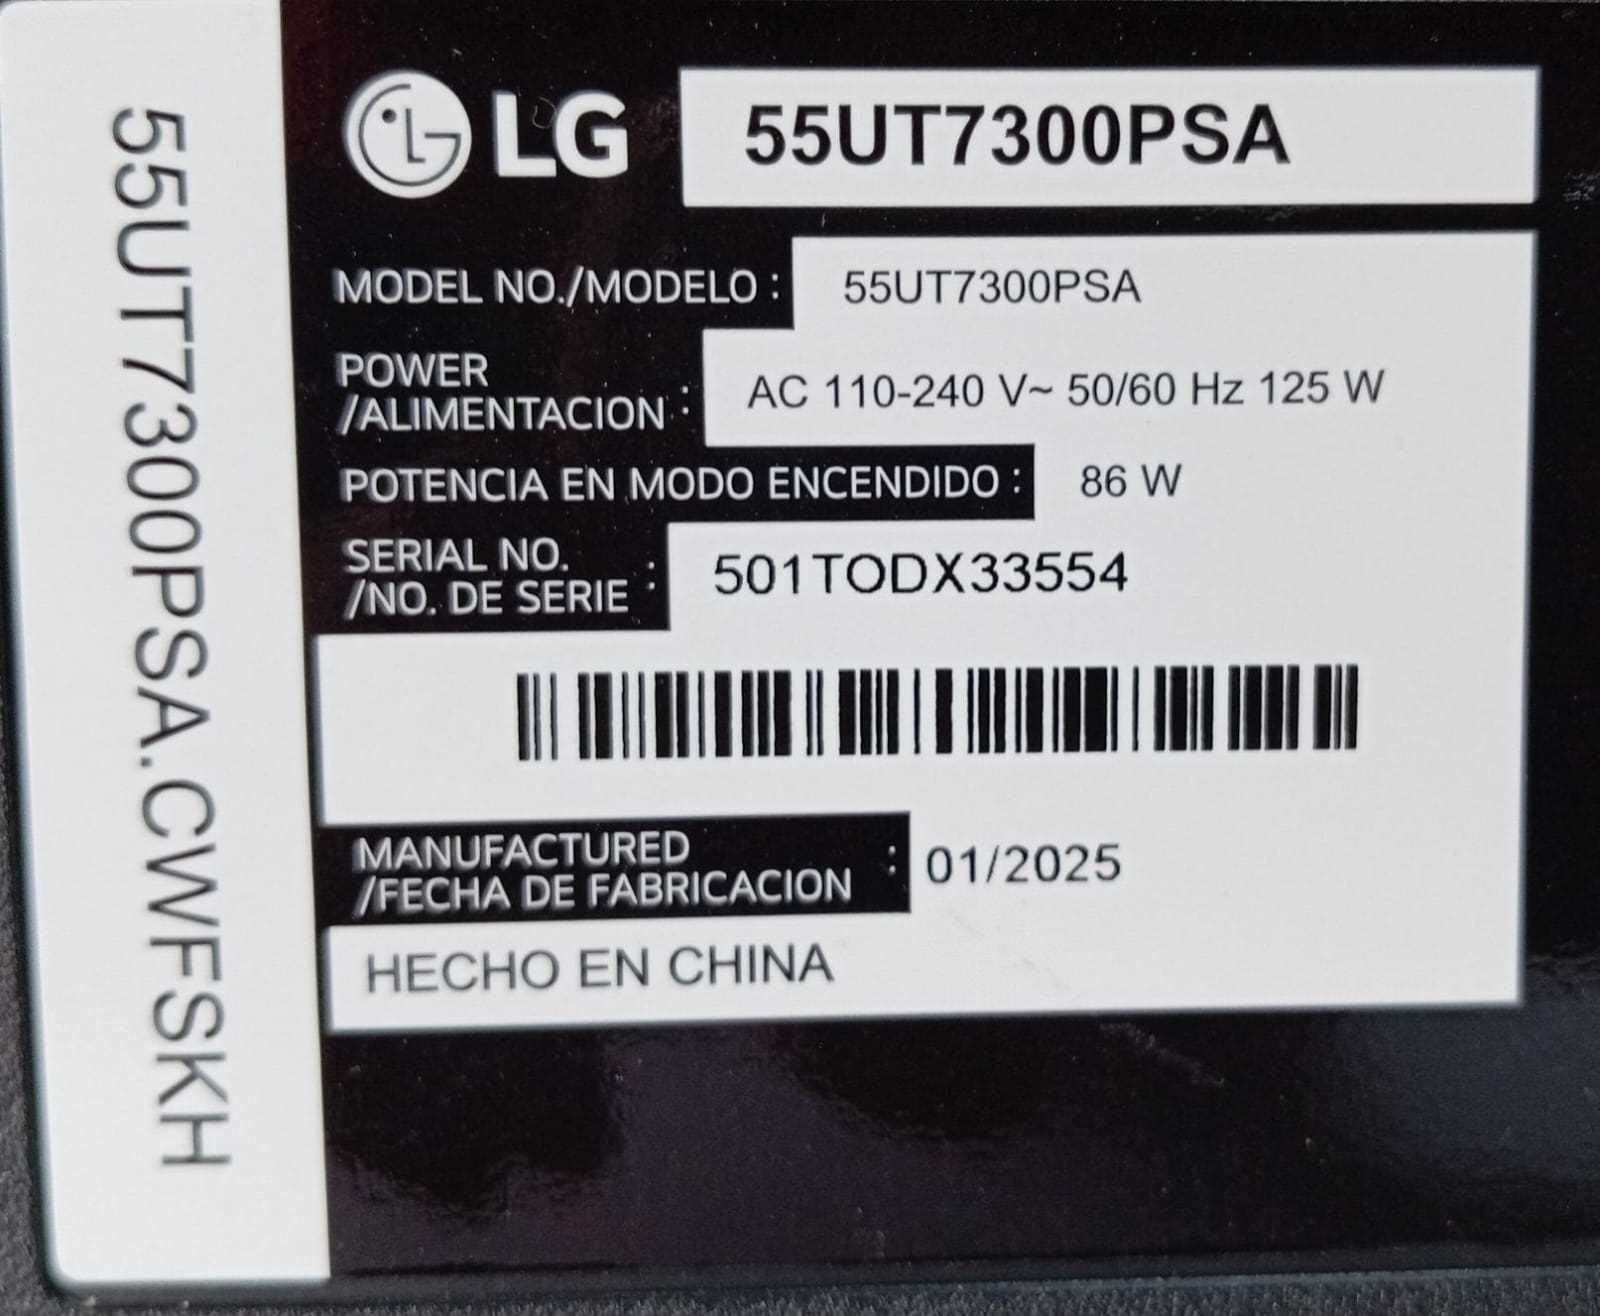 55UT7300PSA.CWFSKH
LG 55UT7300PSA
MODEL NO./MODELO : 55UT7300PSA
POWER
/ALIMENTACION : AC 110-240 V~ 50/60 Hz 125 W
POTENCIA EN MODO ENCENDIDO : 86 W
SERIAL NO.
/NO. DE SERIE : 501TODX33554
MANUFACTURED
/FECHA DE FABRICACION : 01/2025
HECHO EN CHINA